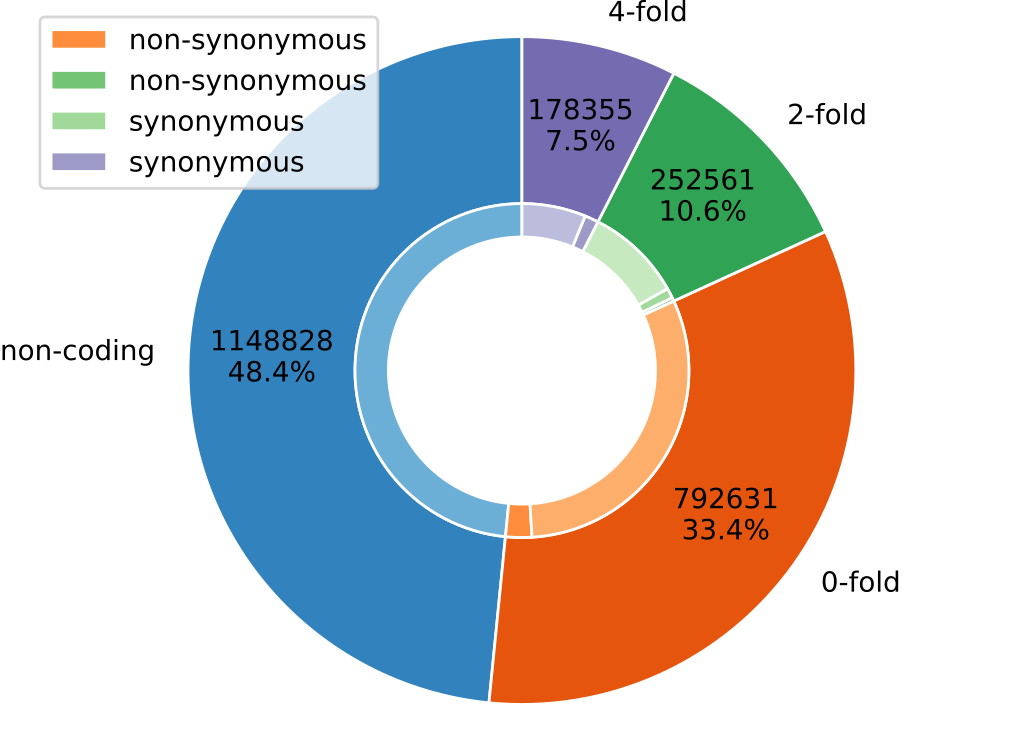 non-synonymous
non-synonymous
synonymous
synonymous
4-fold
2-fold
178355
7.5%
252561
10.6%
non-coding
1148828
48.4%
792631
33.4%
0-fold